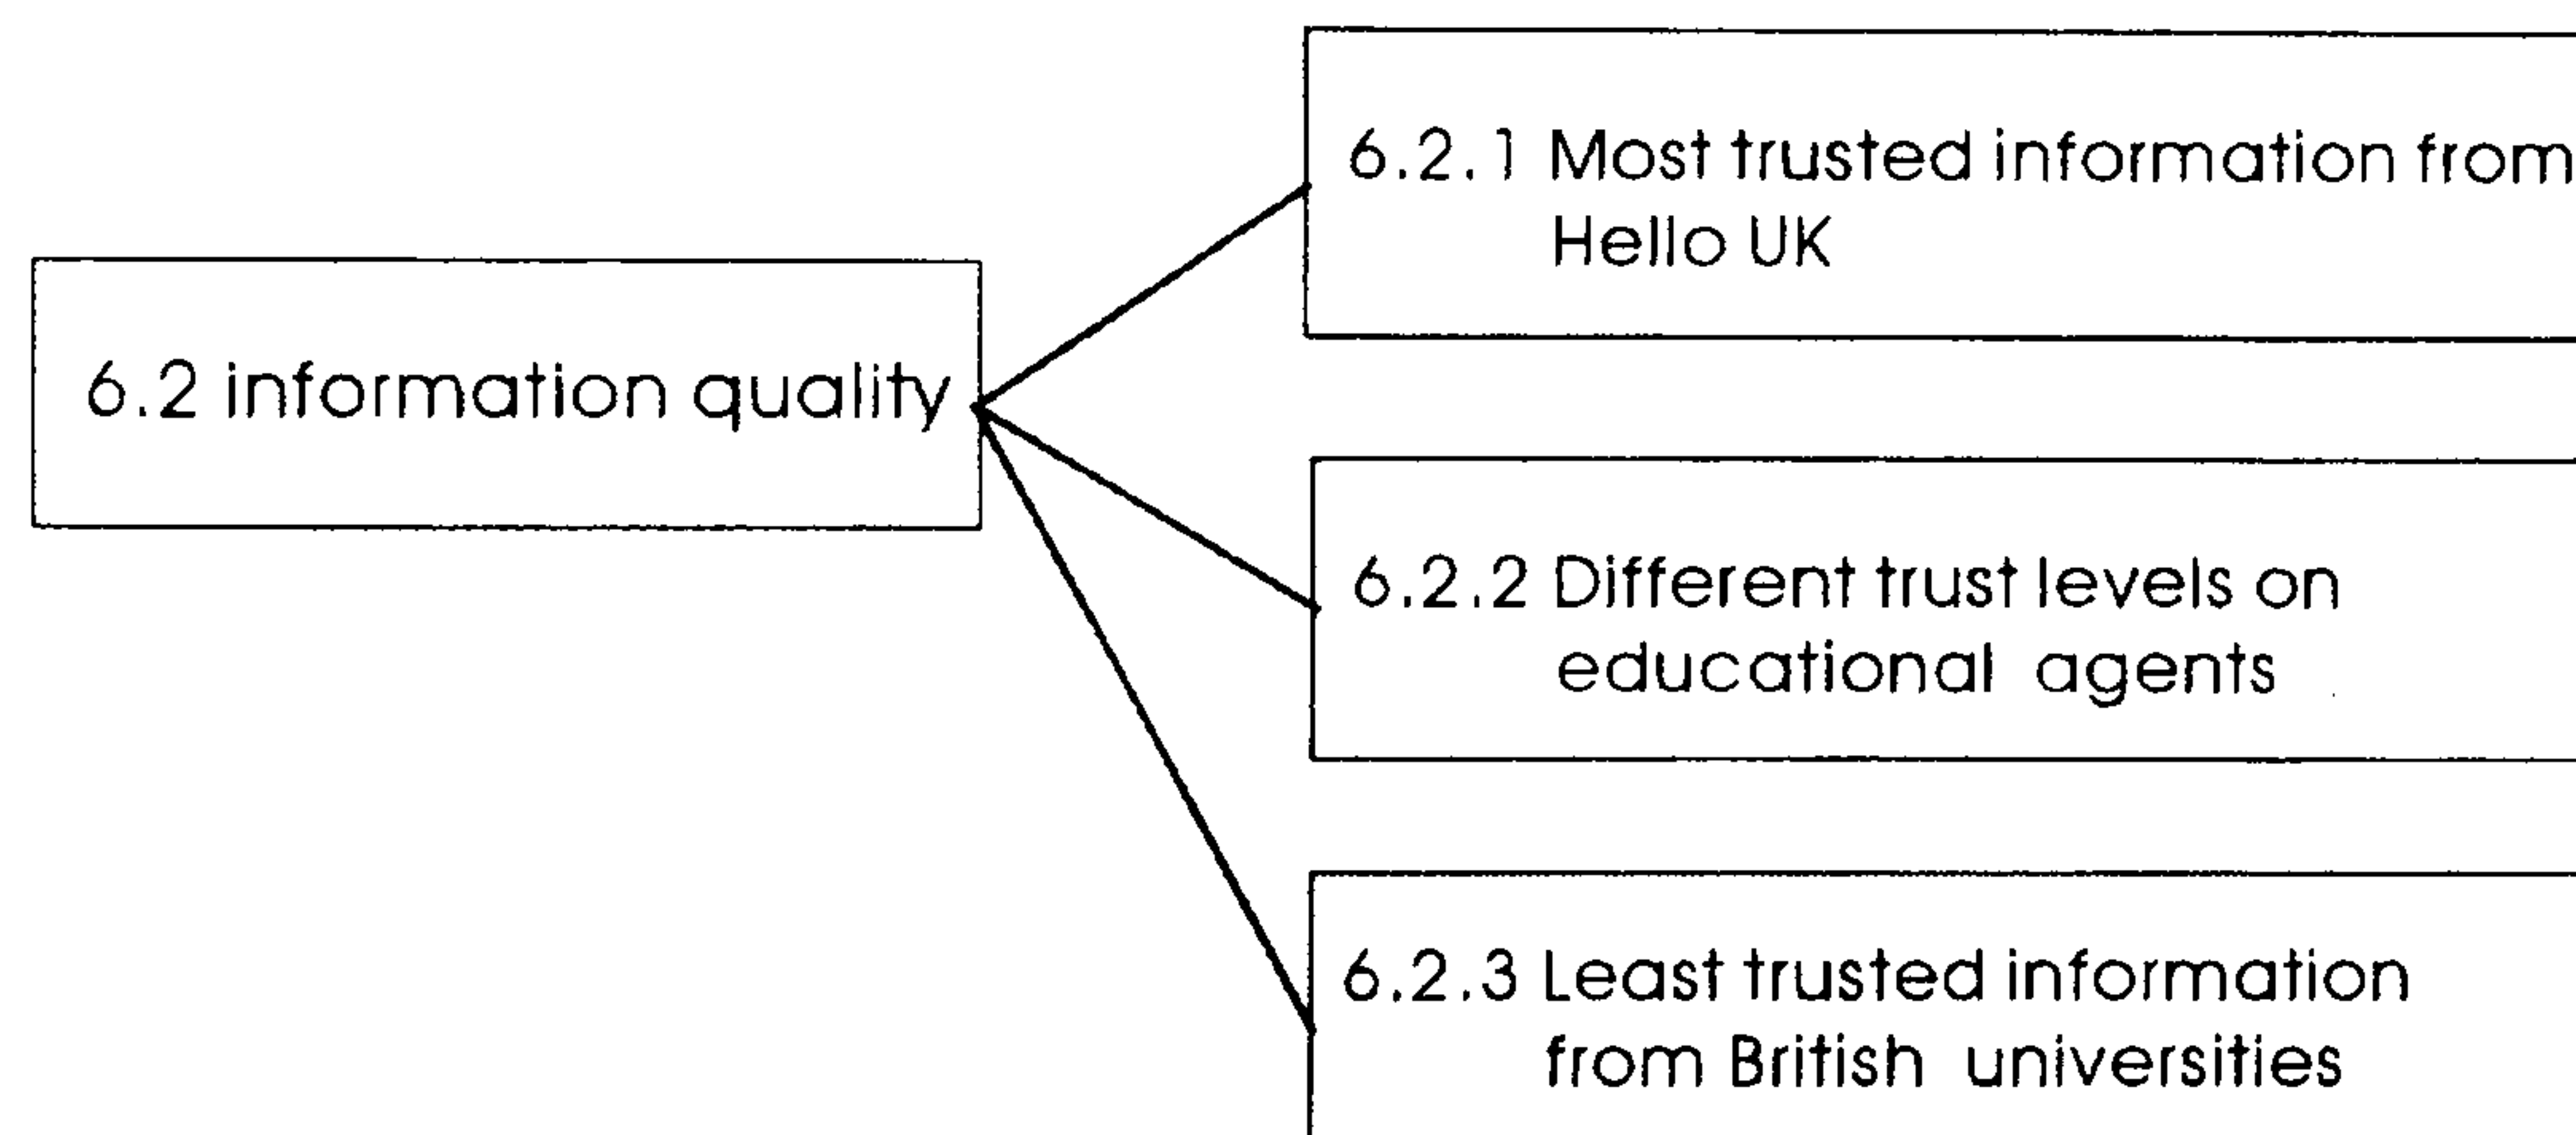 6.2 information quality
6.2.1 Most trusted information from
Hello UK
6.2.2 Different trust levels on
educational agents
6.2.3 Least trusted information
from British universities